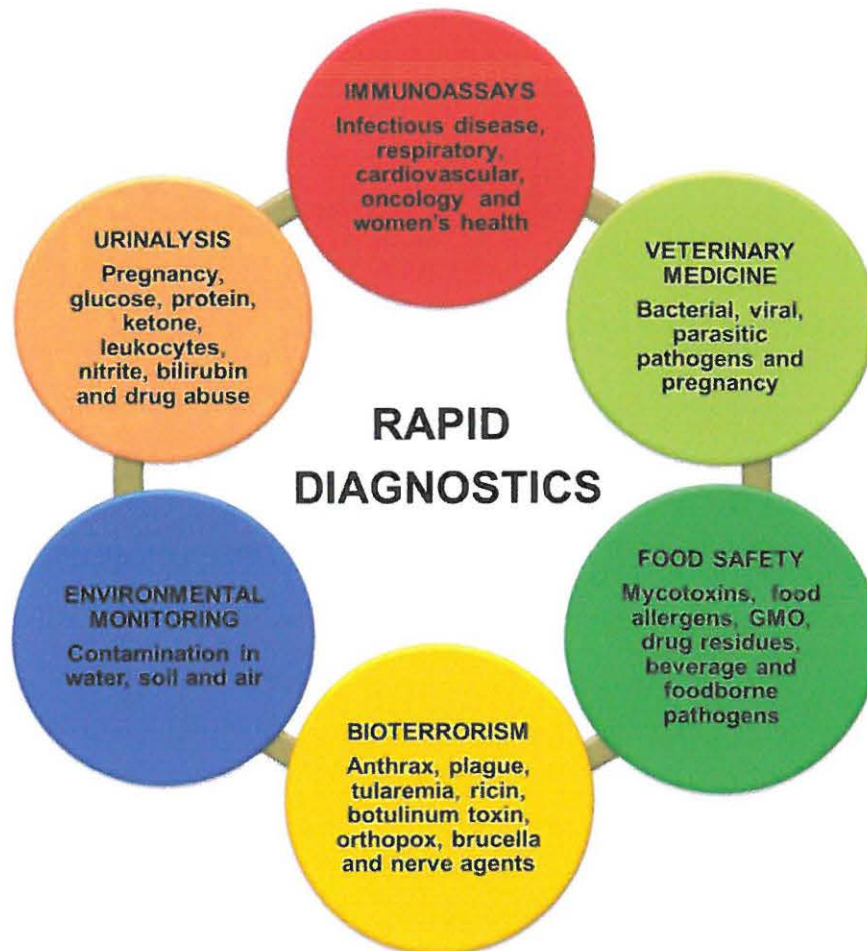 IMMUNOASSAYS
Infectious disease,
respiratory,
cardiovascular,
oncology and
women's health
VETERINARY
MEDICINE
Bacterial, viral,
parasitic
pathogens and
pregnancy
FOOD SAFETY
Mycotoxins, food
allergens, GMO,
drug residues,
beverage and
foodborne
pathogens
BIOTERRORISM
Anthrax, plague,
tularemia, ricin,
botulinum toxin,
orthopox, brucella
and nerve agents
ENVIRONMENTAL
MONITORING
Contamination in
water, soil and air
URINALYSIS
Pregnancy,
glucose, protein,
ketone,
leukocytes,
nitrite, bilirubin
and drug abuse
RAPID
DIAGNOSTICS